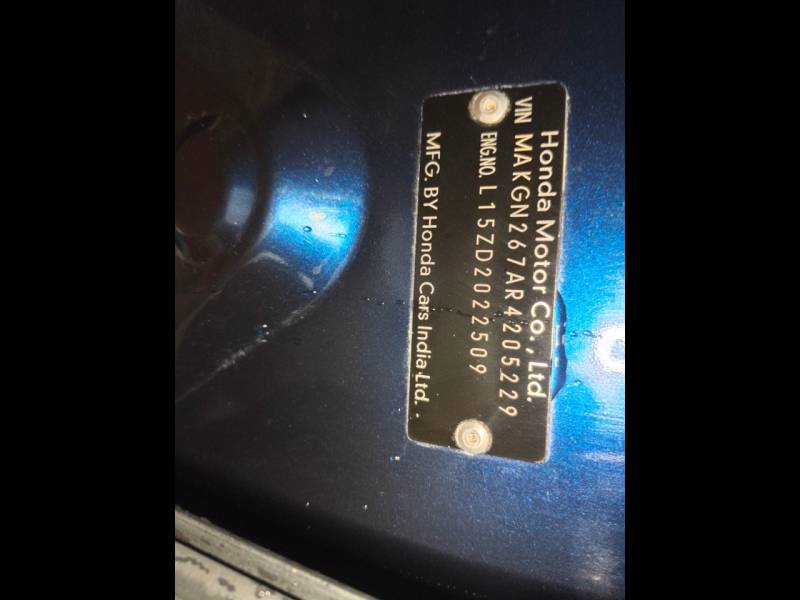 Honda Motor Co., Ltd.
VIN MAKGN267AR4205229
ENG.NO. L15ZD2022509
MFG. BY Honda Cars India Ltd.